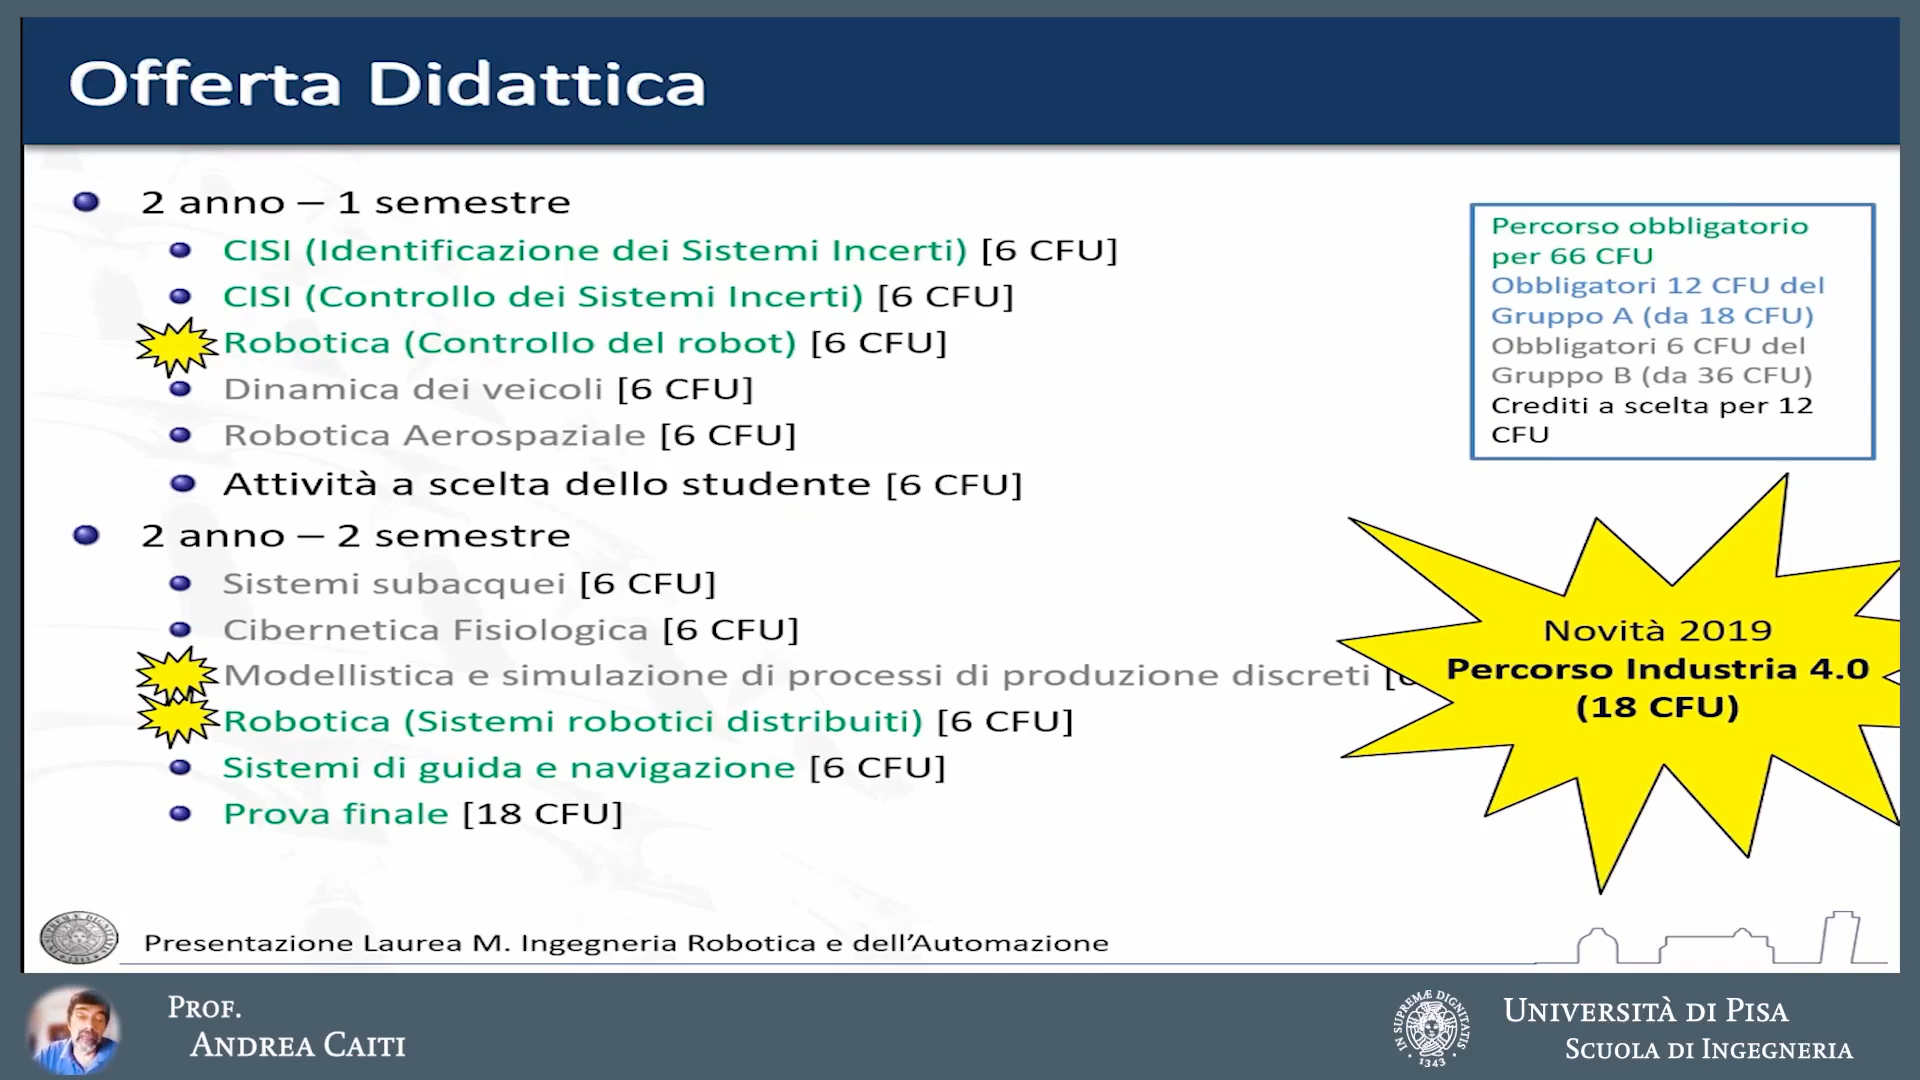 Offerta Didattica
2 anno – 1 semestre
CISI (Identificazione dei Sistemi Incerti) [6 CFU]
CISI (Controllo dei Sistemi Incerti) [6 CFU]
Robotica (Controllo del robot) [6 CFU]
Dinamica dei veicoli [6 CFU]
Robotica Aerospaziale [6 CFU]
Attività a scelta dello studente [6 CFU]
2 anno – 2 semestre
Sistemi subacquei [6 CFU]
Cibernetica Fisiologica [6 CFU]
Modellistica e simulazione di processi di produzione discreti
Robotica (Sistemi robotici distribuiti) [6 CFU]
Sistemi di guida e navigazione [6 CFU]
Prova finale [18 CFU]
Percorso obbligatorio
per 66 CFU
Obbligatori 12 CFU del
Gruppo A (da 18 CFU)
Obbligatori 6 CFU del
Gruppo B (da 36 CFU)
Crediti a scelta per 12
CFU
Novità 2019
Percorso Industria 4.0
(18 CFU)
Presentazione Laurea M. Ingegneria Robotica e dell'Automazione
Prof.
Andrea Caiti
IN SUPREMÆ DIGNITATIS
1343
Università di Pisa
Scuola di Ingegneria